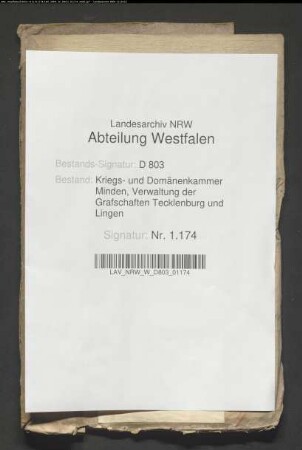 Landesarchiv NRW
Abteilung Westfalen
Bestands-Signatur: D 803
Bestand: Kriegs- und Domänenkammer
Minden, Verwaltung der
Grafschaften Tecklenburg und
Lingen
Signatur: Nr. 1.174
LAV_NRW_W_D803_01174